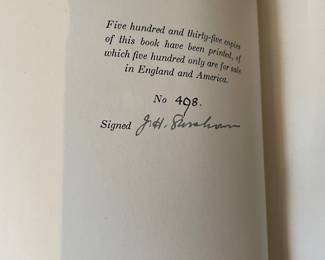 Five hundred and thirty-five copies
of this book have been printed, of
which five hundred only are for sale
in England and America.
No 498.
Signed J. H.